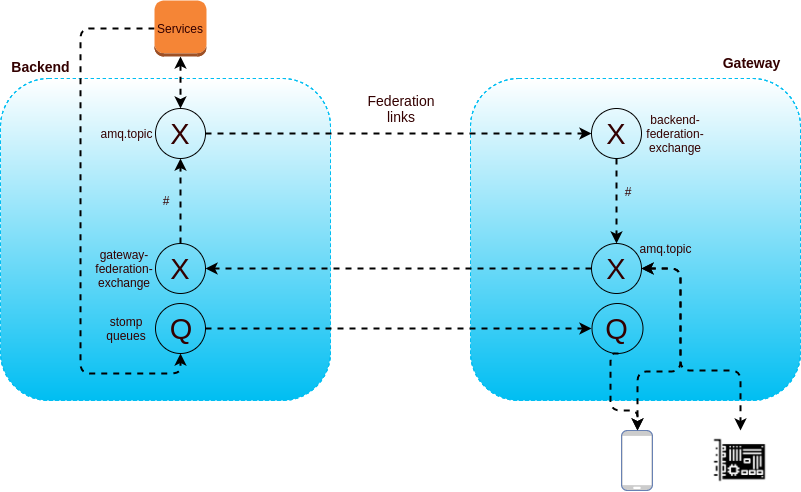 Services
Backend
Gateway
Federation
links
amq.topic
X
X
backend-
federation-
exchange
#
#
gateway-
federation-
exchange
X
X
amq.topic
stomp
queues
Q
Q